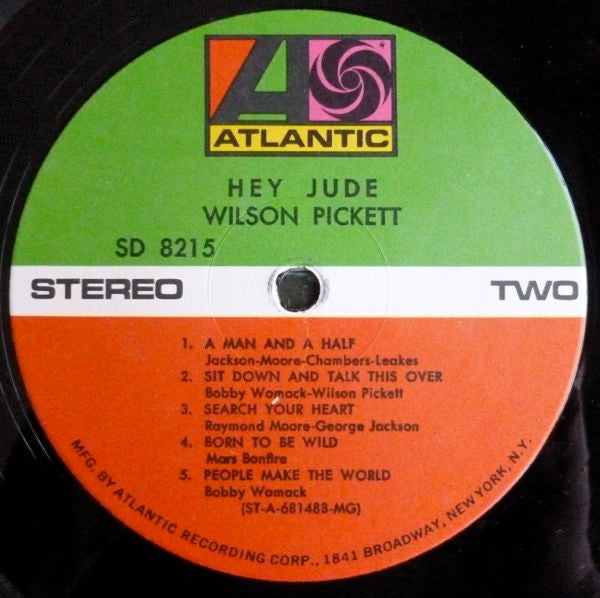 ATLANTIC
HEY JUDE
WILSON PICKETT
SD 8215
STEREO
TWO
1. A MAN AND A HALF
Jackson-Moore-Chambers-Leakes
2. SIT DOWN AND TALK THIS OVER
Bobby Womack-Wilson Pickett
3. SEARCH YOUR HEART
Raymond Moore-George Jackson
4. BORN TO BE WILD
Mars Bonfire
5. PEOPLE MAKE THE WORLD
Bobby Womack
(ST-A-681488-MG)
MFG. BY ATLANTIC RECORDING CORP., 1841 BROADWAY, NEW YORK, N.Y.